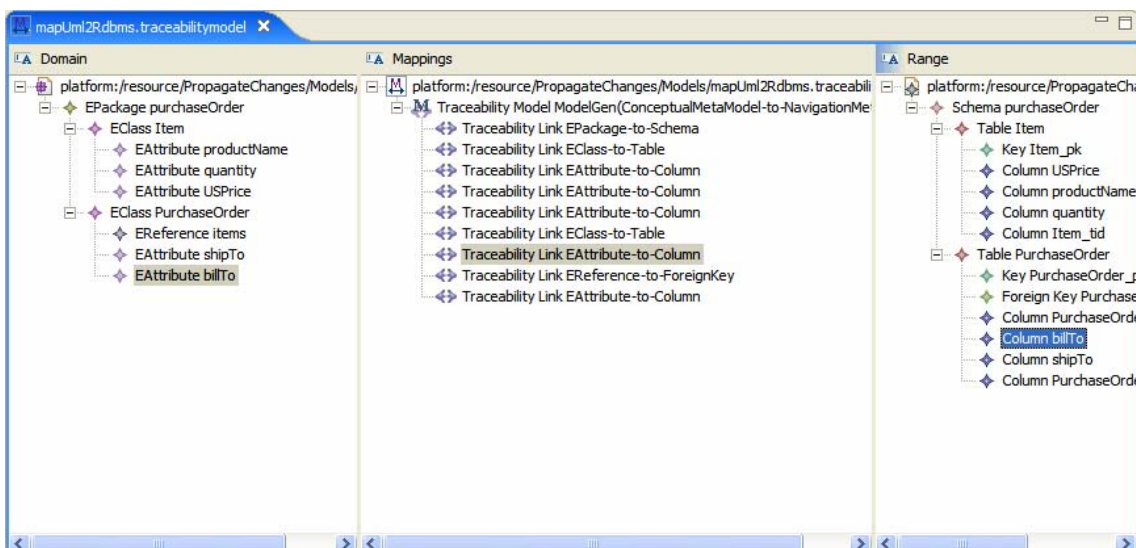 mapUml2Rdbms.traceabilitymodel
Domain
platform:/resource/PropagateChanges/Models/
EPackage purchaseOrder
EClass Item
EAttribute productName
EAttribute quantity
EAttribute USPrice
EClass PurchaseOrder
EReference items
EAttribute shipTo
EAttribute billTo
Mappings
platform:/resource/PropagateChanges/Models/mapUml2Rdbms.traceabili
Traceability Model ModelGen(ConceptualMetaModel-to-NavigationMe
Traceability Link EPackage-to-Schema
Traceability Link EClass-to-Table
Traceability Link EAttribute-to-Column
Traceability Link EAttribute-to-Column
Traceability Link EAttribute-to-Column
Traceability Link EClass-to-Table
Traceability Link EAttribute-to-Column
Traceability Link EReference-to-ForeignKey
Traceability Link EAttribute-to-Column
Range
platform:/resource/PropagateCha
Schema purchaseOrder
Table Item
Key Item_pk
Column USPrice
Column productName
Column quantity
Column Item_tid
Table PurchaseOrder
Key PurchaseOrder_p
Foreign Key Purchase
Column PurchaseOrde
Column billTo
Column shipTo
Column PurchaseOrde